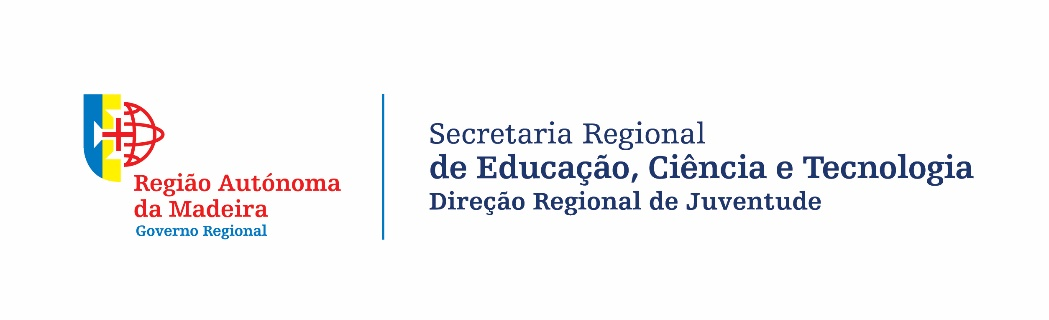 Região Autónoma
da Madeira
Governo Regional
Secretaria Regional
de Educação, Ciência e Tecnologia
Direção Regional de Juventude